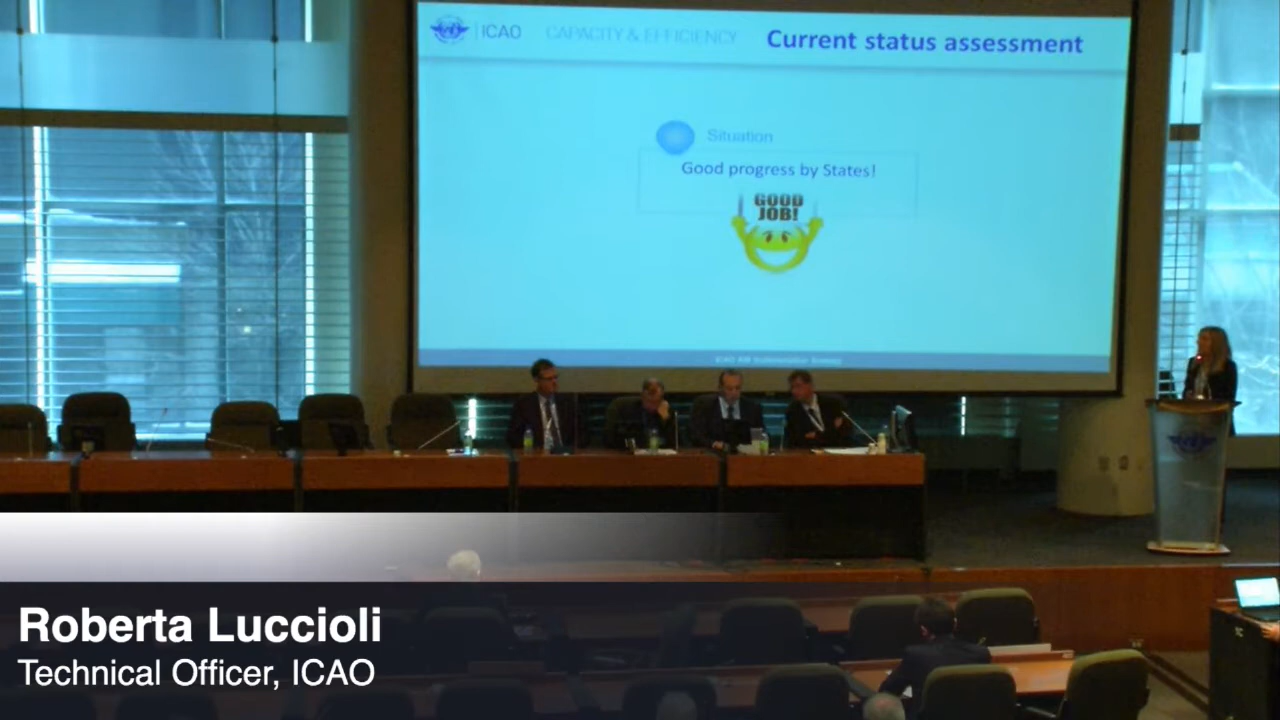 ICAO
CAPACITY & EFFICIENCY
Current status assessment
Situation
Good progress by States!
GOOD
JOB!
Roberta Luccioli
Technical Officer, ICAO